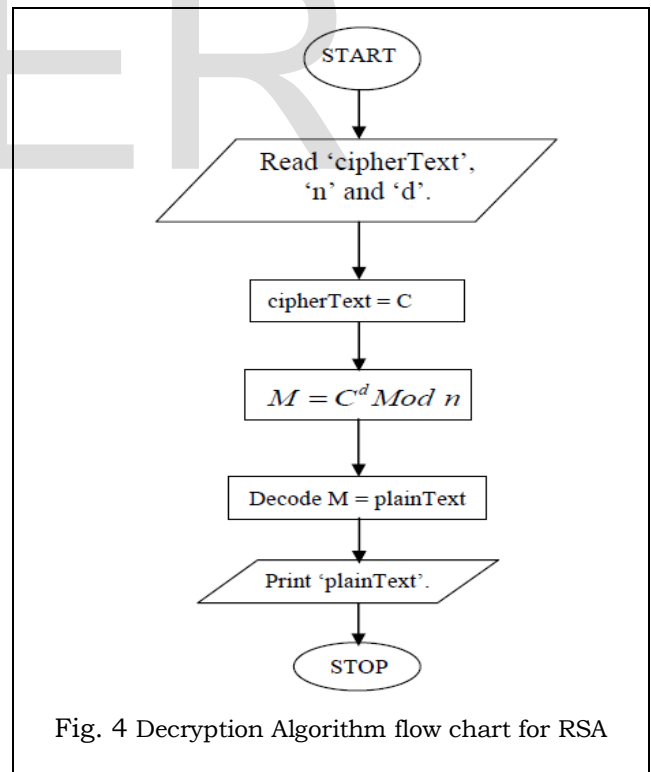 ER
START
Read ‘cipherText’,
‘n’ and ‘d’.
cipherText = C
M = C^d Mod n
Decode M = plainText
Print ‘plainText’.
STOP
Fig. 4 Decryption Algorithm flow chart for RSA